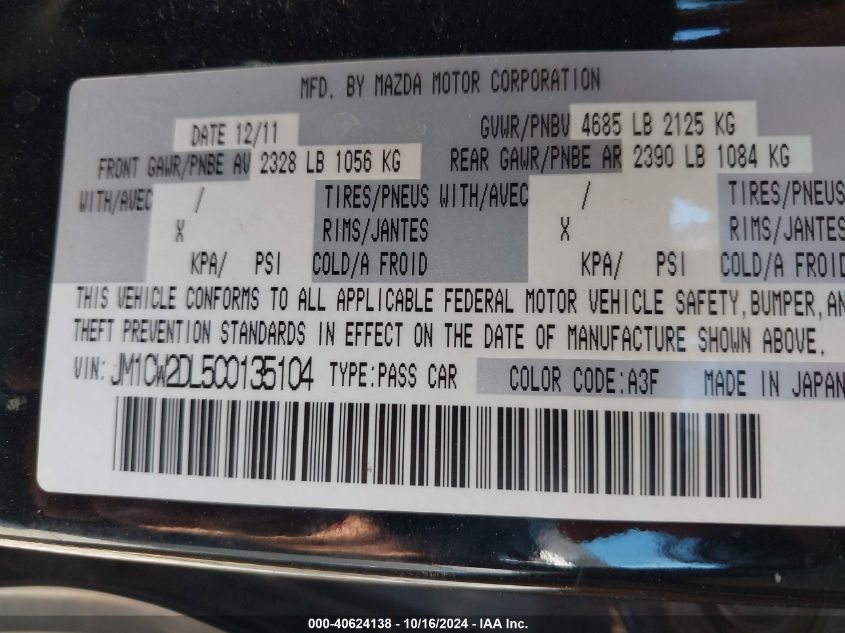 MFD. BY MAZDA MOTOR CORPORATION
DATE 12/11 GVWR/PNBV 4685 LB 2125 KG
FRONT GAWR/PNBE AV 2328 LB 1056 KG REAR GAWR/PNBE AR 2390 LB 1084 KG
WITH/AVEC / TIRES/PNEUS WITH/AVEC / TIRES/PNEUS
X RIMS/JANTES X RIMS/JANTES
KPA/ PSI COLD/A FROID KPA/ PSI COLD/A FROID
THIS VEHICLE CONFORMS TO ALL APPLICABLE FEDERAL MOTOR VEHICLE SAFETY, BUMPER, AN
THEFT PREVENTION STANDARDS IN EFFECT ON THE DATE OF MANUFACTURE SHOWN ABOVE.
VIN: JM1CW2DL5C0135104 TYPE:PASS CAR COLOR CODE:A3F MADE IN JAPAN
000-40624138 - 10/16/2024 - IAA Inc.